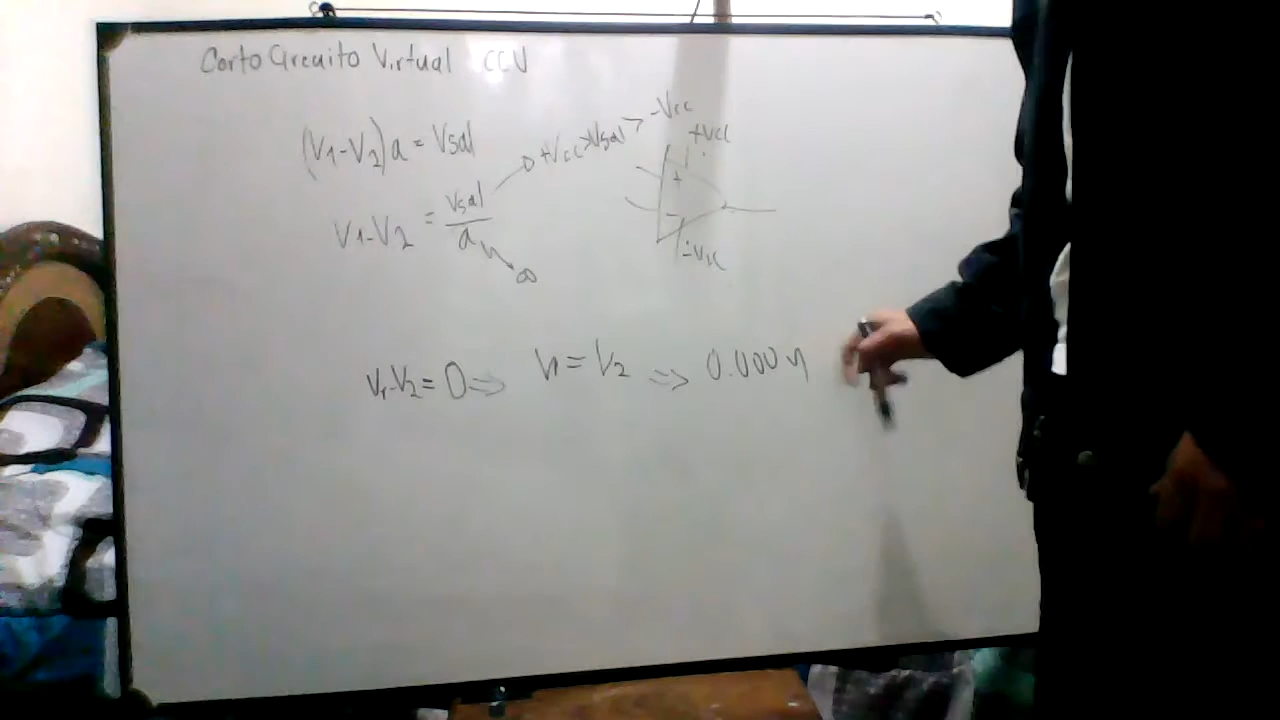 Corto Circuito Virtual CCV
(V1-V2)a = Vsal
V1-V2 = Vsal / a
+Vcc > Vsal > -Vcc
∞
+Vcc
+
-
-Vcc
V1-V2 = 0 => V1 = V2 => 0.000